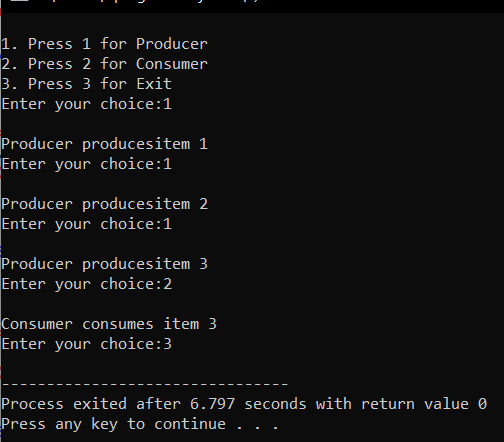 1. Press 1 for Producer
2. Press 2 for Consumer
3. Press 3 for Exit
Enter your choice:1
Producer producesitem 1
Enter your choice:1
Producer producesitem 2
Enter your choice:1
Producer producesitem 3
Enter your choice:2
Consumer consumes item 3
Enter your choice:3
--------------------------------
Process exited after 6.797 seconds with return value 0
Press any key to continue . . .